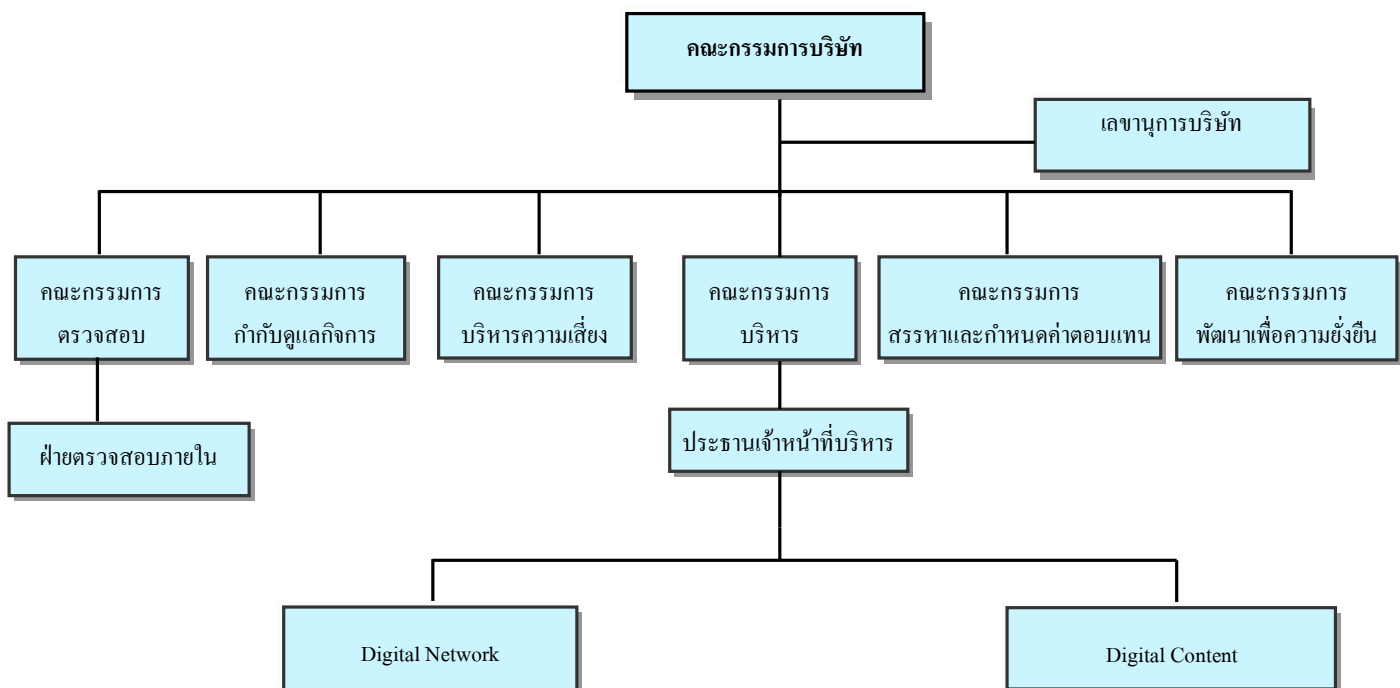 คณะกรรมการบริษัท
เลขานุการบริษัท
คณะกรรมการ
ตรวจสอบ
คณะกรรมการ
กำกับดูแลกิจการ
คณะกรรมการ
บริหารความเสี่ยง
คณะกรรมการ
บริหาร
คณะกรรมการ
สรรหาและกำหนดค่าตอบแทน
คณะกรรมการ
พัฒนาเพื่อความยั่งยืน
ฝ่ายตรวจสอบภายใน
ประธานเจ้าหน้าที่บริหาร
Digital Network
Digital Content